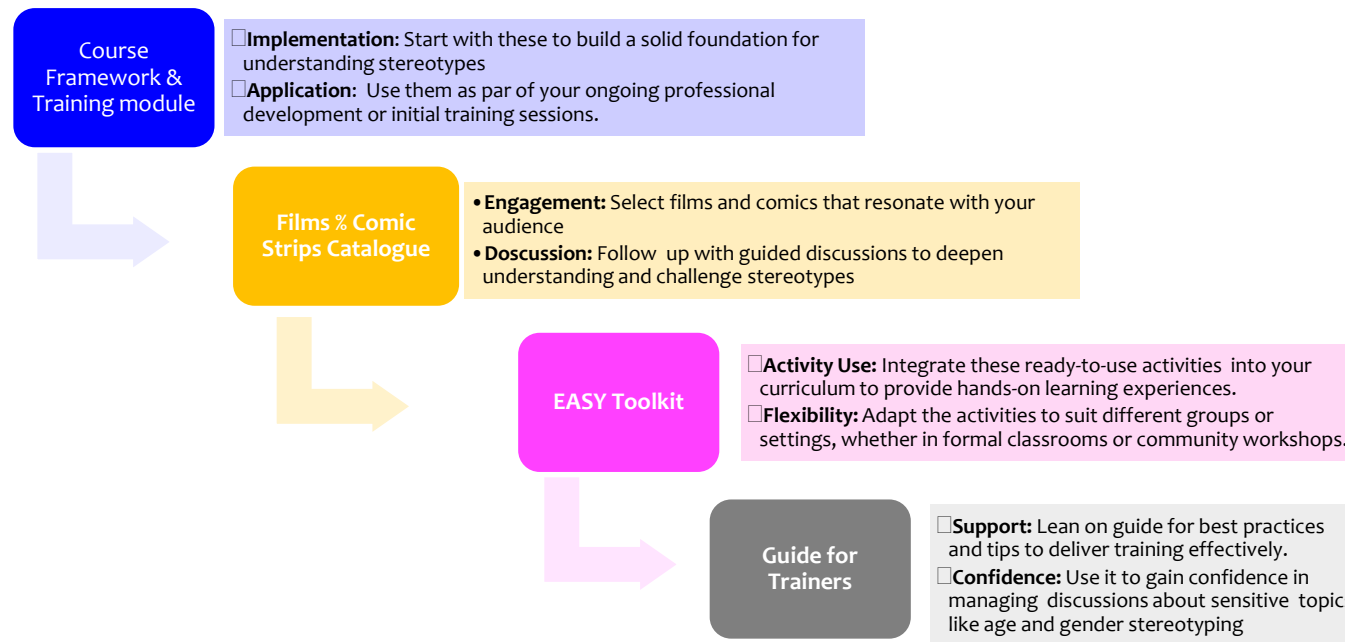 Course
Framework &
Training module
□Implementation: Start with these to build a solid foundation for
understanding stereotypes
□Application: Use them as par of your ongoing professional
development or initial training sessions.
Films % Comic
Strips Catalogue
•Engagement: Select films and comics that resonate with your
audience
•Doscussion: Follow up with guided discussions to deepen
understanding and challenge stereotypes
EASY Toolkit
□Activity Use: Integrate these ready-to-use activities into your
curriculum to provide hands-on learning experiences.
□Flexibility: Adapt the activities to suit different groups or
settings, whether in formal classrooms or community workshops.
Guide for
Trainers
□Support: Lean on guide for best practices
and tips to deliver training effectively.
□Confidence: Use it to gain confidence in
managing discussions about sensitive topic
like age and gender stereotyping